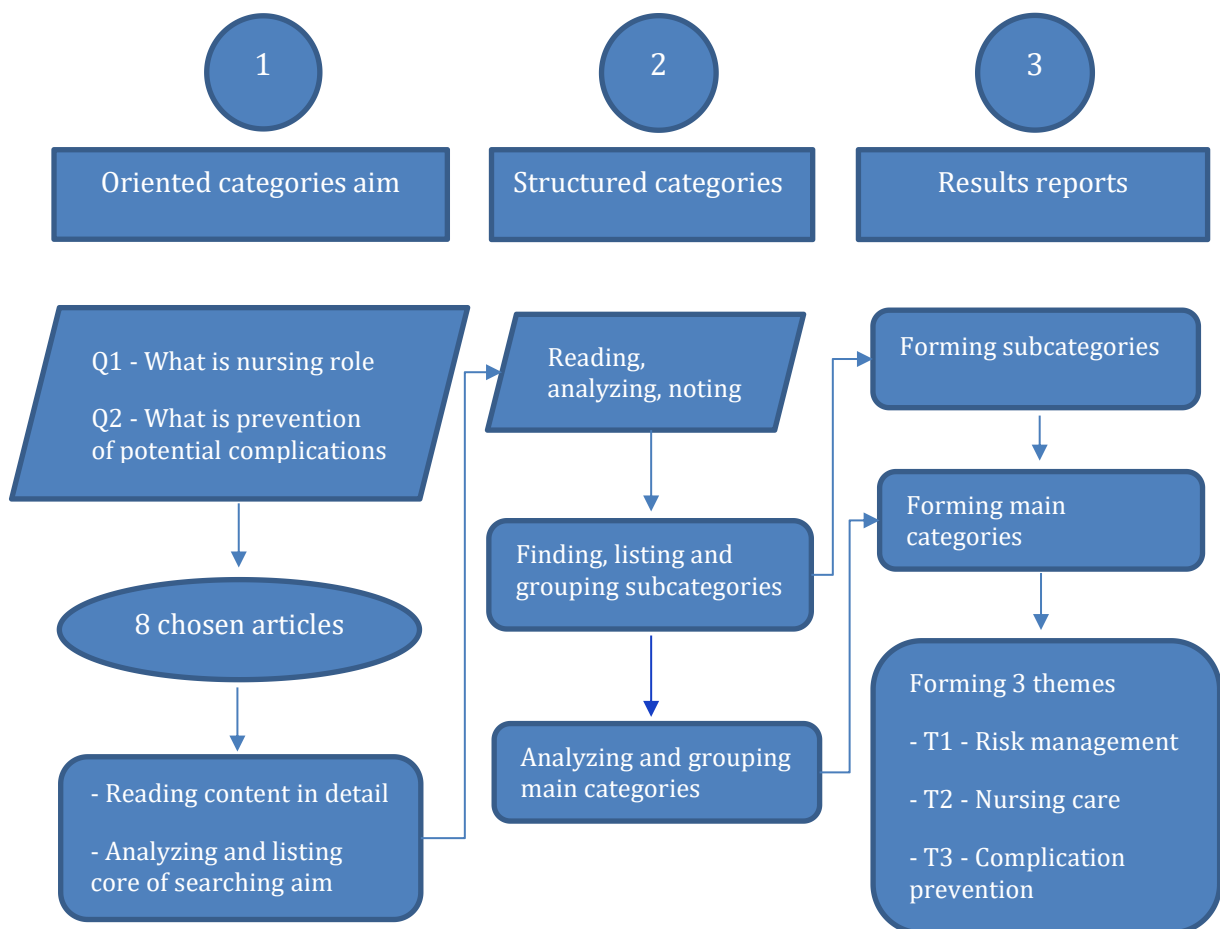 1
Oriented categories aim
Q1 - What is nursing role
Q2 - What is prevention
of potential complications
8 chosen articles
- Reading content in detail
- Analyzing and listing
core of searching aim
2
Structured categories
Reading,
analyzing, noting
Finding, listing and
grouping subcategories
Analyzing and grouping
main categories
3
Results reports
Forming subcategories
Forming main
categories
Forming 3 themes
- T1 - Risk management
- T2 - Nursing care
- T3 - Complication
prevention